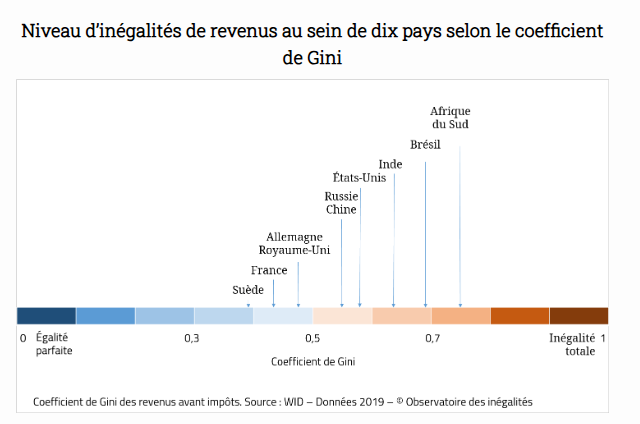 Niveau d’inégalités de revenus au sein de dix pays selon le coefficient
de Gini
Afrique
du Sud
Brésil
Inde
États-Unis
Russie
Chine
Allemagne
Royaume-Uni
France
Suède
0 Égalité
parfaite
0,3
0,5
0,7
Inégalité 1
totale
Coefficient de Gini
Coefficient de Gini des revenus avant impôts. Source : WID – Données 2019 – © Observatoire des inégalités